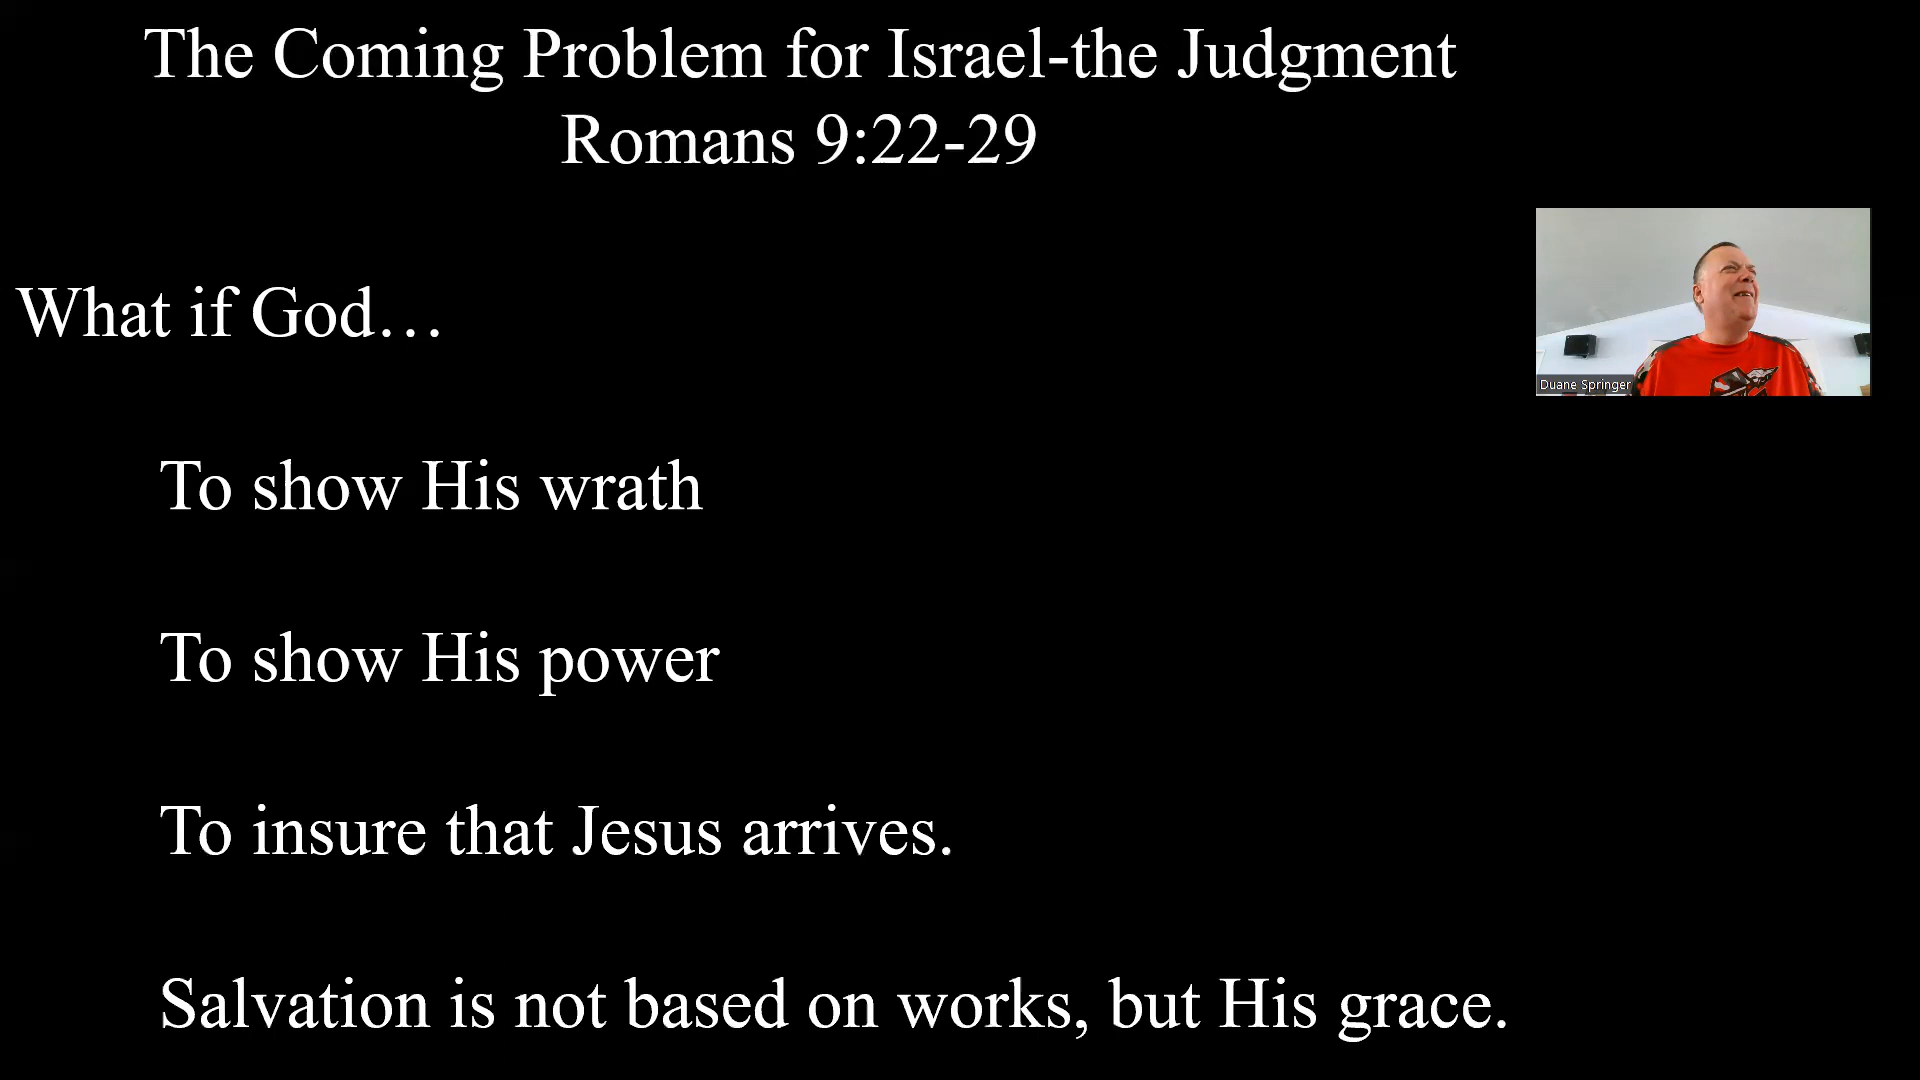 The Coming Problem for Israel-the Judgment
Romans 9:22-29
What if God…
To show His wrath
To show His power
To insure that Jesus arrives.
Salvation is not based on works, but His grace.
Duane Springer